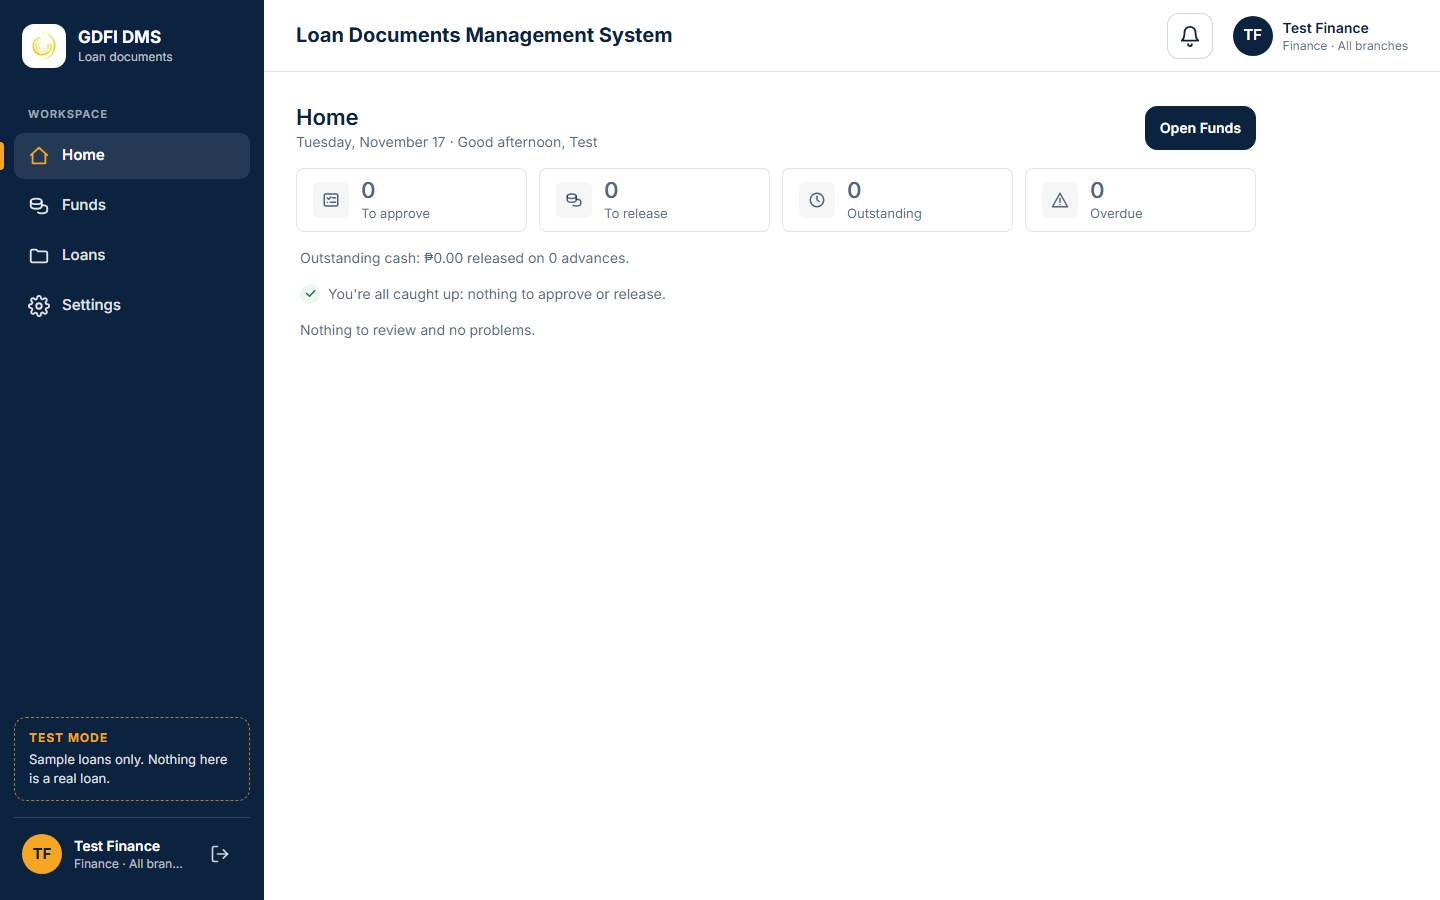 GDFI DMS
Loan documents
WORKSPACE
Home
Funds
Loans
Settings
TEST MODE
Sample loans only. Nothing here
is a real loan.
TF
Test Finance
Finance · All bran...
Loan Documents Management System
TF
Test Finance
Finance · All branches
Home
Tuesday, November 17 · Good afternoon, Test
Open Funds
0
To approve
0
To release
0
Outstanding
0
Overdue
Outstanding cash: ₱0.00 released on 0 advances.
You're all caught up: nothing to approve or release.
Nothing to review and no problems.